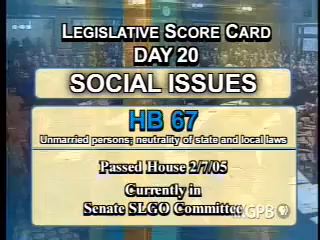 LEGISLATIVE SCORE CARD
DAY 20
SOCIAL ISSUES
HB 67
Unmarried persons; neutrality of state and local laws
Passed House 2/7/05
Currently in
Senate SLGO Committee
GPB